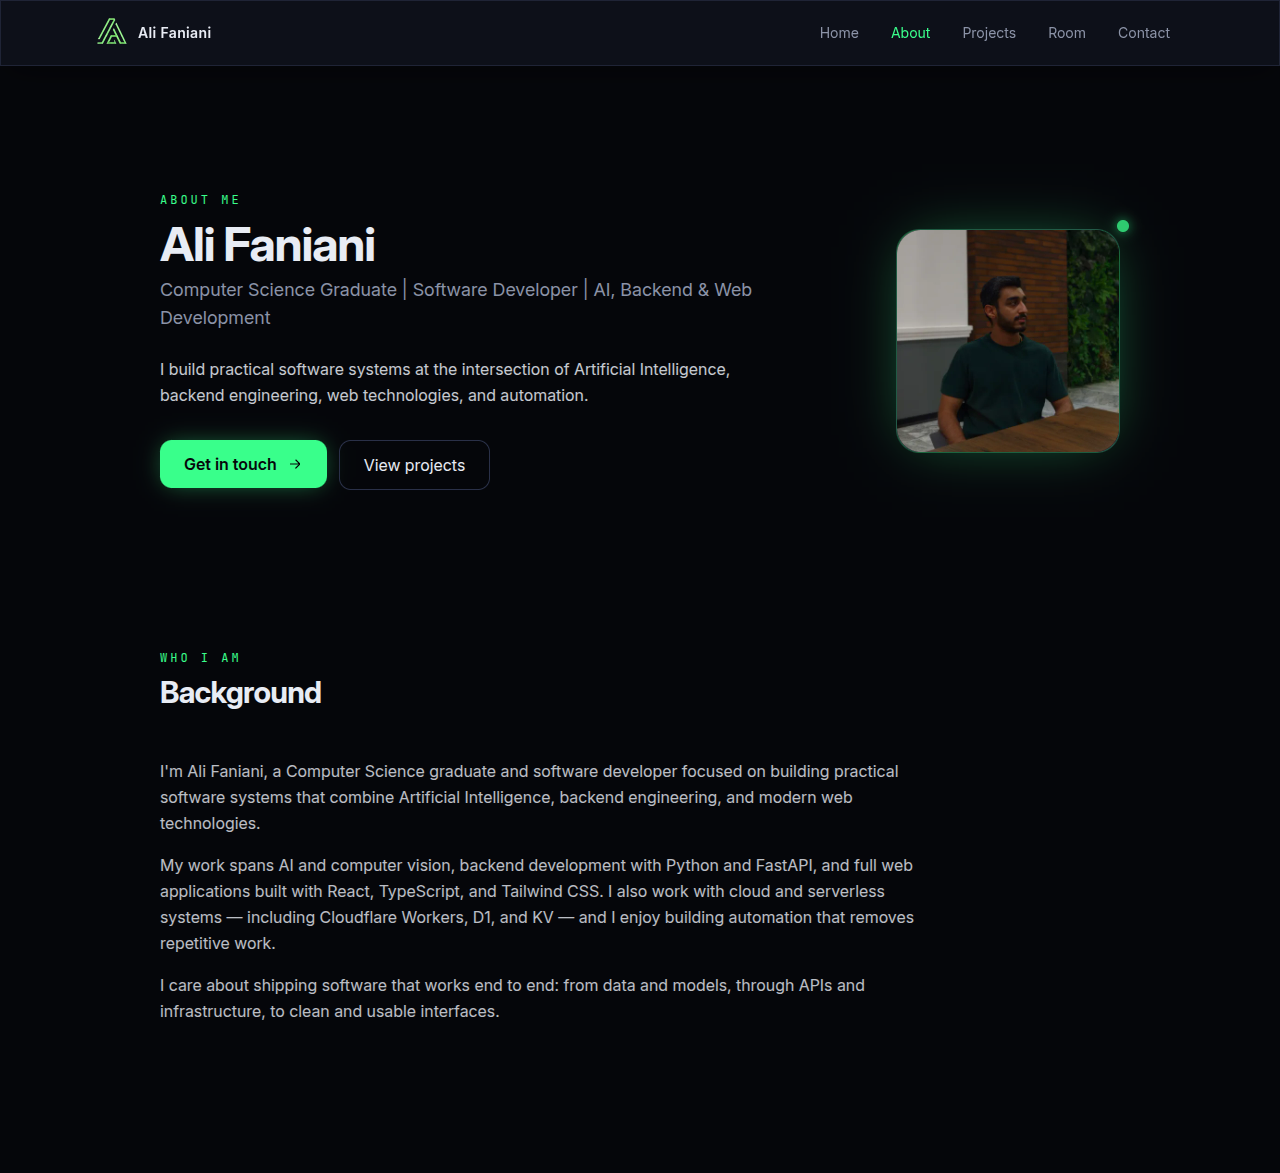 Ali Faniani
Home About Projects Room Contact
ABOUT ME
Ali Faniani
Computer Science Graduate | Software Developer | AI, Backend & Web
Development
I build practical software systems at the intersection of Artificial Intelligence,
backend engineering, web technologies, and automation.
Get in touch → View projects
WHO I AM
Background
I'm Ali Faniani, a Computer Science graduate and software developer focused on building practical
software systems that combine Artificial Intelligence, backend engineering, and modern web
technologies.
My work spans AI and computer vision, backend development with Python and FastAPI, and full web
applications built with React, TypeScript, and Tailwind CSS. I also work with cloud and serverless
systems — including Cloudflare Workers, D1, and KV — and I enjoy building automation that removes
repetitive work.
I care about shipping software that works end to end: from data and models, through APIs and
infrastructure, to clean and usable interfaces.